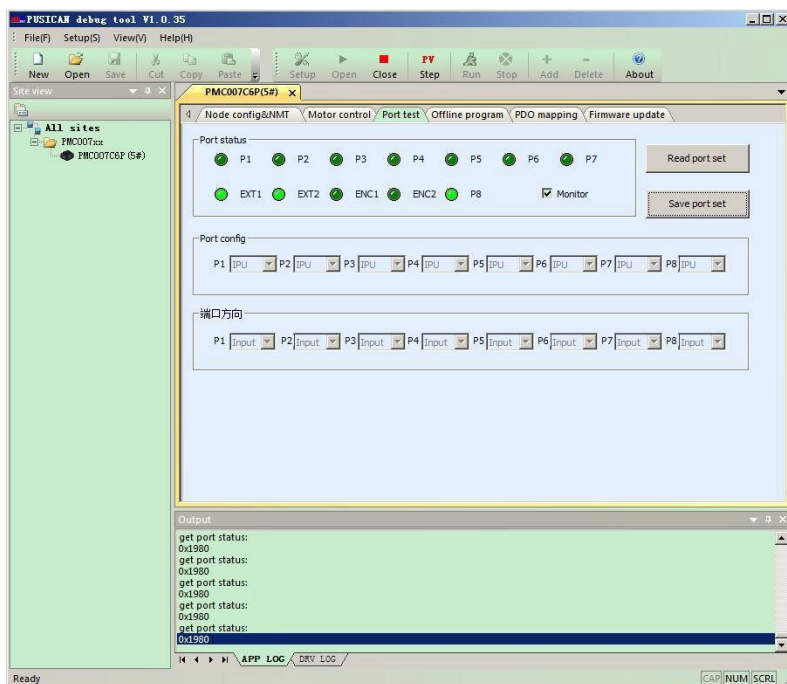 PUSICAN debug tool V1.0.35
File(F) Setup(S) View(V) Help(H)
New Open Save Cut Copy Paste Setup Open Close Step Run Stop Add Delete About
PV
Site view
PMC007C6P(5#) x
All sites
PMC007xx
PMC007C6P (5#)
Node config&NMT Motor control Port test Offline program PDO mapping Firmware update
Port status
P1 P2 P3 P4 P5 P6 P7
EXT1 EXT2 ENC1 ENC2 P8 Monitor
Read port set
Save port set
Port config
P1 IPU P2 IPU P3 IPU P4 IPU P5 IPU P6 IPU P7 IPU P8 IPU
端口方向
P1 Input P2 Input P3 Input P4 Input P5 Input P6 Input P7 Input P8 Input
Output
get port status:
0x1980
get port status:
0x1980
get port status:
0x1980
get port status:
0x1980
get port status:
0x1980
APP LOG DRV LOG
Ready
CAP NUM SCRL